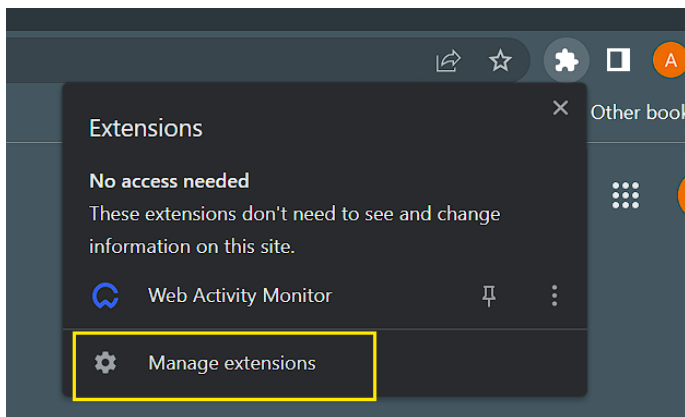 A
Other book
Extensions
No access needed
These extensions don't need to see and change
information on this site.
Web Activity Monitor
Manage extensions